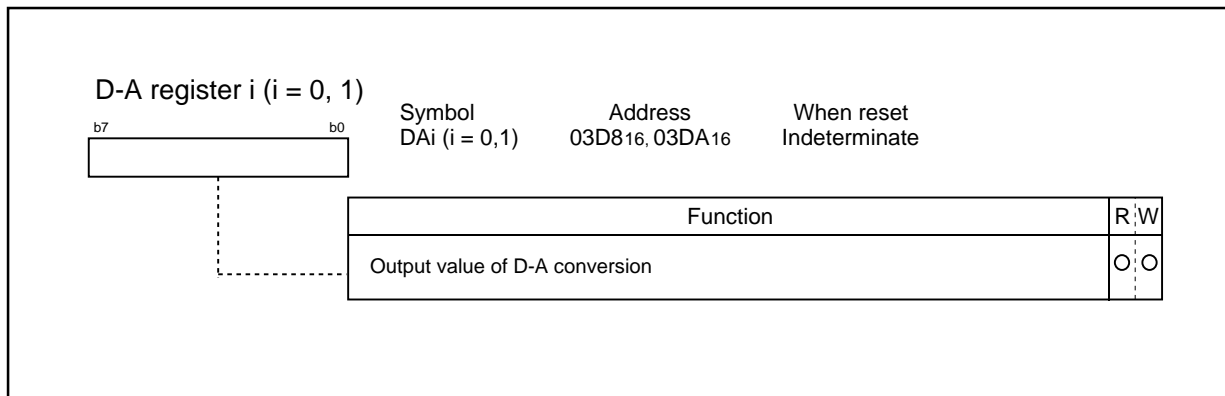 D-A register i (i = 0, 1)
Symbol Address When reset
DAi (i = 0,1) 03D816, 03DA16 Indeterminate
b7 b0
Function R W
Output value of D-A conversion O O